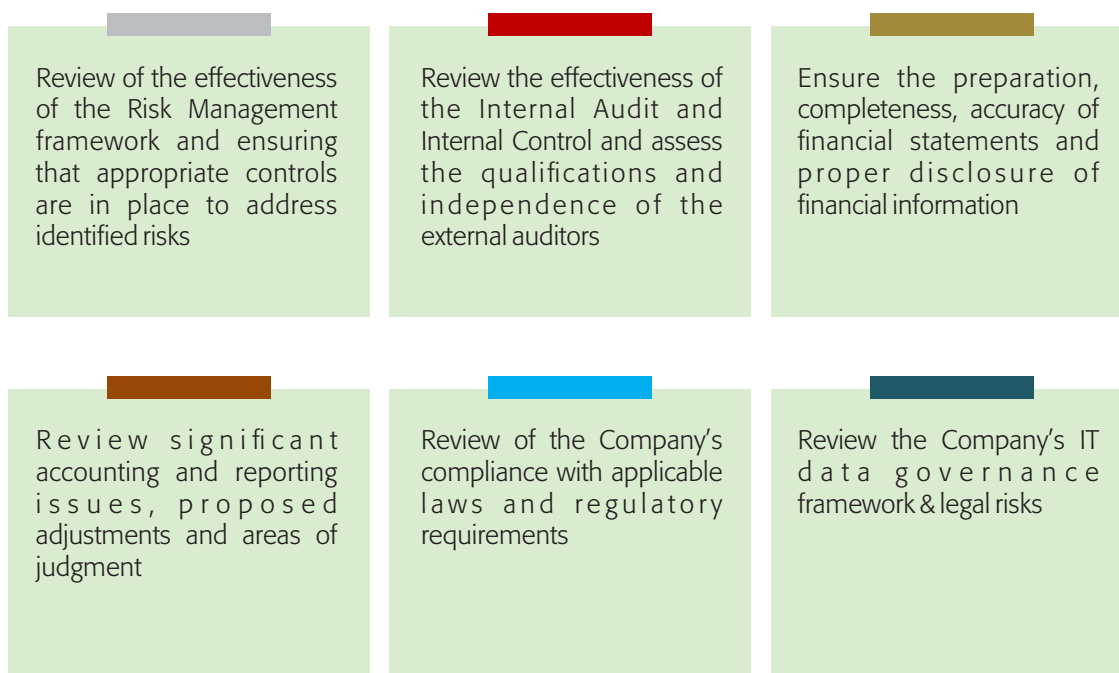 Review of the effectiveness
of the Risk Management
framework and ensuring
that appropriate controls
are in place to address
identified risks
Review the effectiveness of
the Internal Audit and
Internal Control and assess
the qualifications and
independence of the
external auditors
Ensure the preparation,
completeness, accuracy of
financial statements and
proper disclosure of
financial information
Review significant
accounting and reporting
issues, proposed
adjustments and areas of
judgment
Review of the Company’s
compliance with applicable
laws and regulatory
requirements
Review the Company’s IT
data governance
framework & legal risks